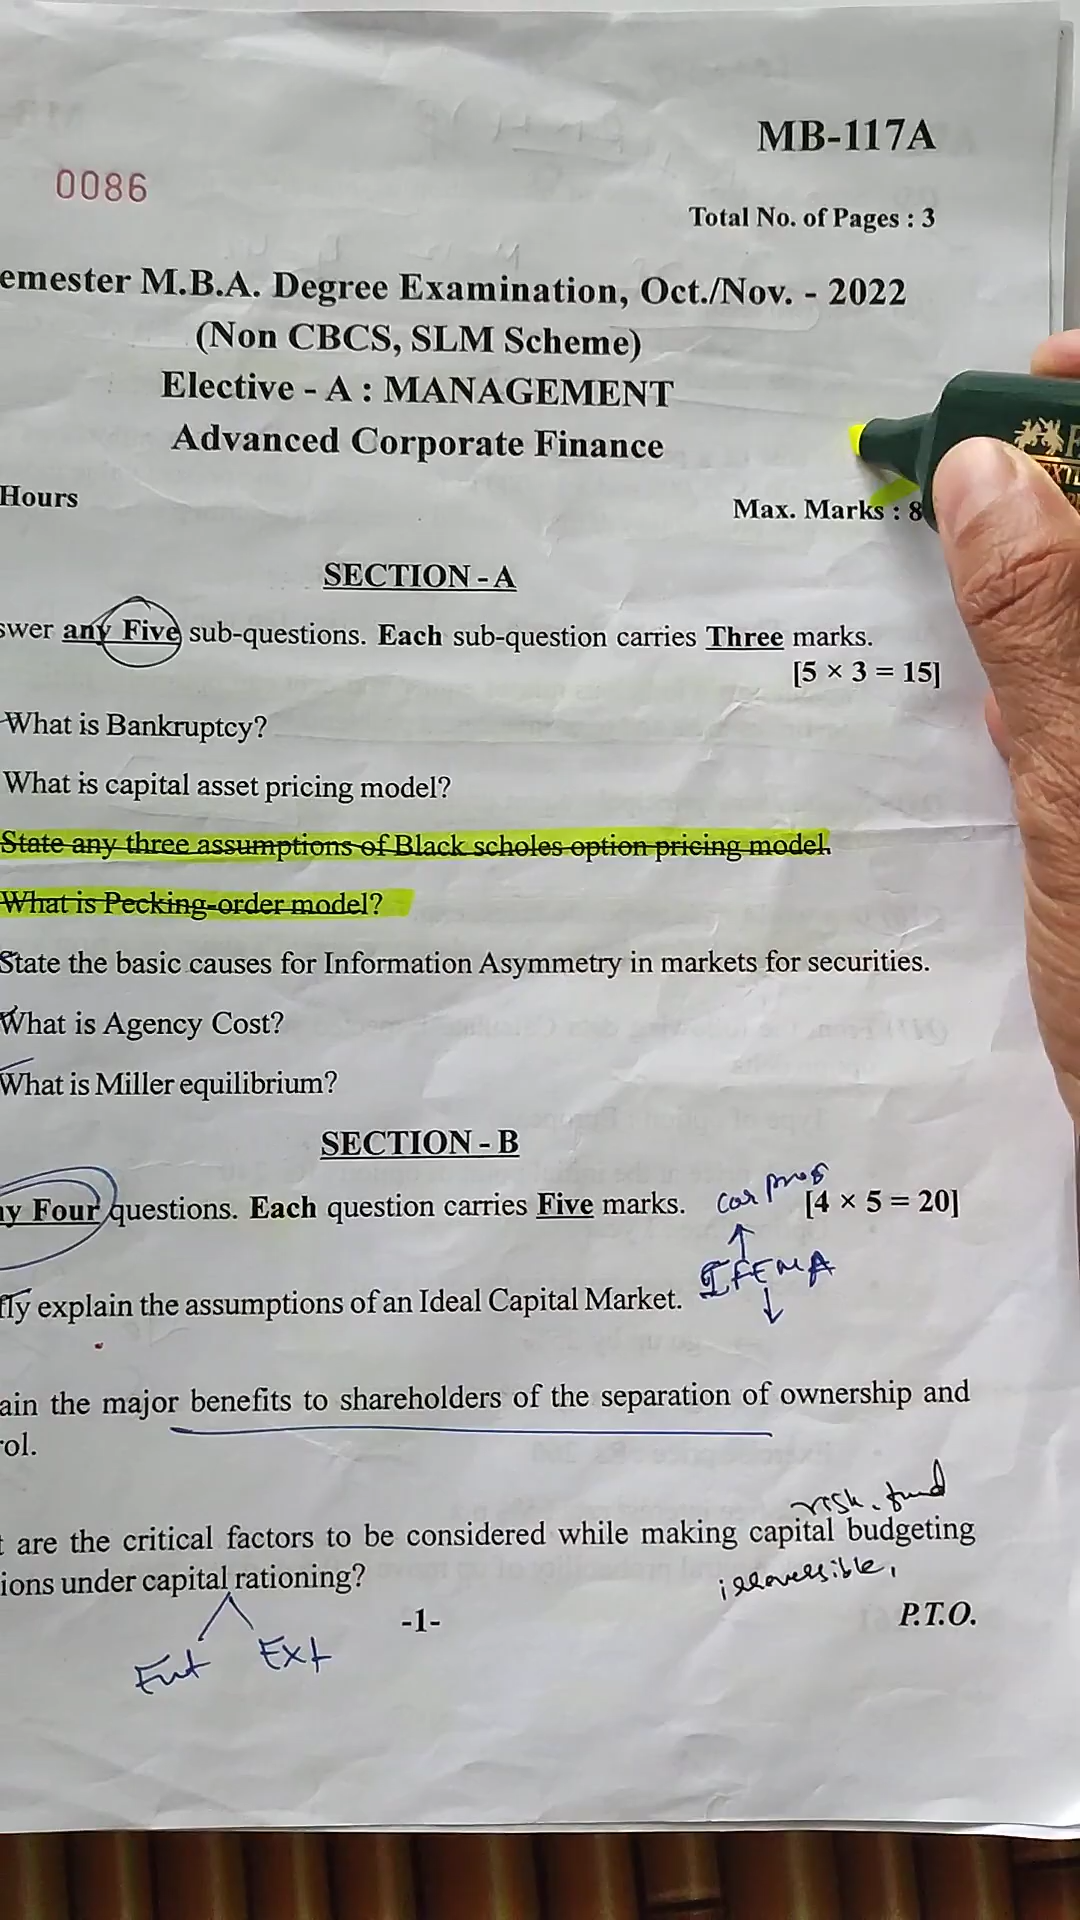 MB-117A
0086
Total No. of Pages : 3
emester M.B.A. Degree Examination, Oct./Nov. - 2022
(Non CBCS, SLM Scheme)
Elective - A : MANAGEMENT
Advanced Corporate Finance
Hours
Max. Marks : 8
SECTION - A
swer any Five sub-questions. Each sub-question carries Three marks.
[5 × 3 = 15]
What is Bankruptcy?
What is capital asset pricing model?
State any three assumptions of Black scholes option pricing model.
What is Pecking-order model?
State the basic causes for Information Asymmetry in markets for securities.
What is Agency Cost?
What is Miller equilibrium?
SECTION - B
ny Four questions. Each question carries Five marks.
[4 × 5 = 20]
IFEMA
fly explain the assumptions of an Ideal Capital Market.
ain the major benefits to shareholders of the separation of ownership and
rol.
risk. fund
t are the critical factors to be considered while making capital budgeting
ions under capital rationing?
-1-
P.T.O.
Ext